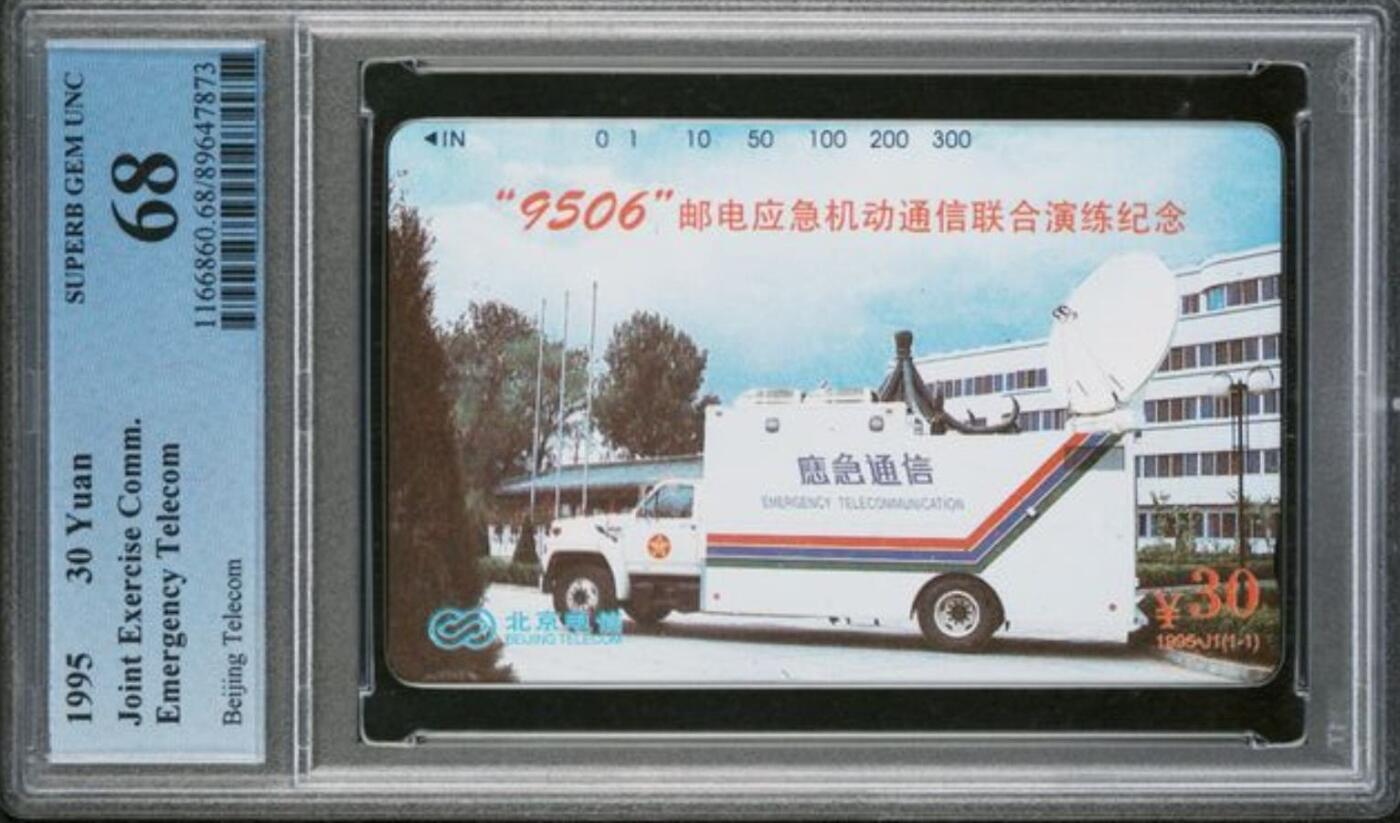 1995 30 Yuan SUPERB GEM UNC
Joint Exercise Comm. 68
Emergency Telecom
Beijing Telecom 1166860.68/89647873
◀IN 0 1 10 50 100 200 300
“9506”邮电应急机动通信联合演练纪念
應急通信
EMERGENCY TELECOMMUNICATION
北京电信
BEIJING TELECOM
¥30
1995-J1(1-1)